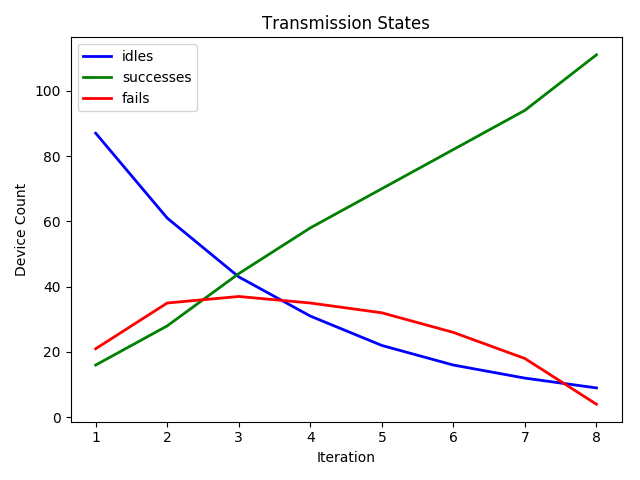 Transmission States
idles
successes
fails
Device Count
100
80
60
40
20
0
1 2 3 4 5 6 7 8
Iteration